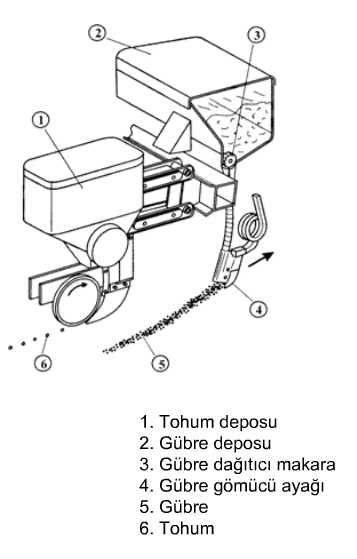 2
3
1
4
5
6
1. Tohum deposu
2. Gübre deposu
3. Gübre dağıtıcı makara
4. Gübre gömücü ayağı
5. Gübre
6. Tohum